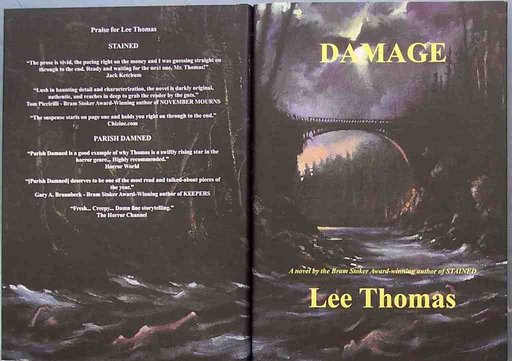 Praise for Lee Thomas
STAINED
“The prose is vivid, the pacing right on the money and I was guessing straight on
through to the end. Ready and waiting for the next one, Mr. Thomas!”
Jack Ketchum
“Lush in haunting detail and characterization, the novel is darkly original,
authentic, and reaches in deep to grab the reader by the guts.”
Tom Piccirilli - Bram Stoker Award-Winning author of NOVEMBER MOURNS
“The suspense starts on page one and holds you right on through to the end.”
Chizine.com
PARISH DAMNED
“Parish Damned is a good example of why Thomas is a swiftly rising star in the
horror genre... Highly recommended.”
Horror World
“[Parish Damned] deserves to be one of the most read and talked-about pieces of
the year.”
Gary A. Braunbeck - Bram Stoker Award-Winning author of KEEPERS
“Fresh... Creepy... Damn fine storytelling.”
The Horror Channel
DAMAGE
A novel by the Bram Stoker Award-winning author of STAINED
Lee Thomas